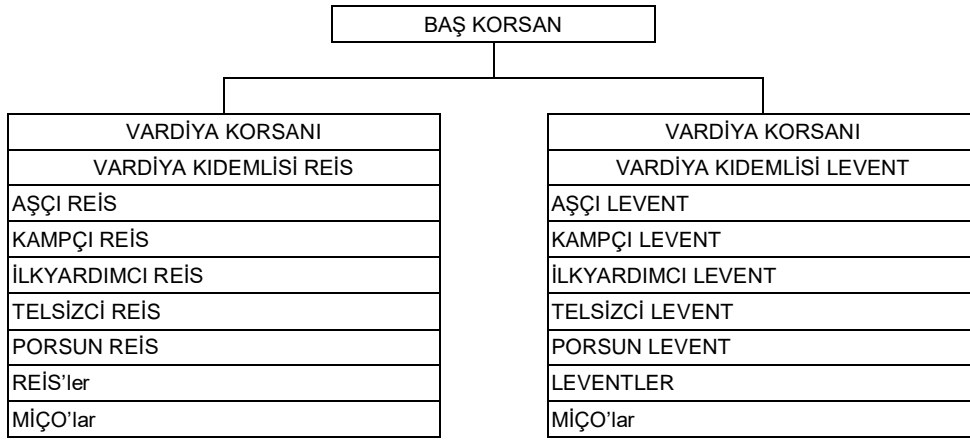 BAŞ KORSAN
VARDİYA KORSANI
VARDİYA KIDEMLİSİ REİS
AŞÇI REİS
KAMPÇI REİS
İLKYARDIMCI REİS
TELSİZCİ REİS
PORSUN REİS
REİS’ler
MİÇO’lar
VARDİYA KORSANI
VARDİYA KIDEMLİSİ LEVENT
AŞÇI LEVENT
KAMPÇI LEVENT
İLKYARDIMCI LEVENT
TELSİZCİ LEVENT
PORSUN LEVENT
LEVENTLER
MİÇO’lar